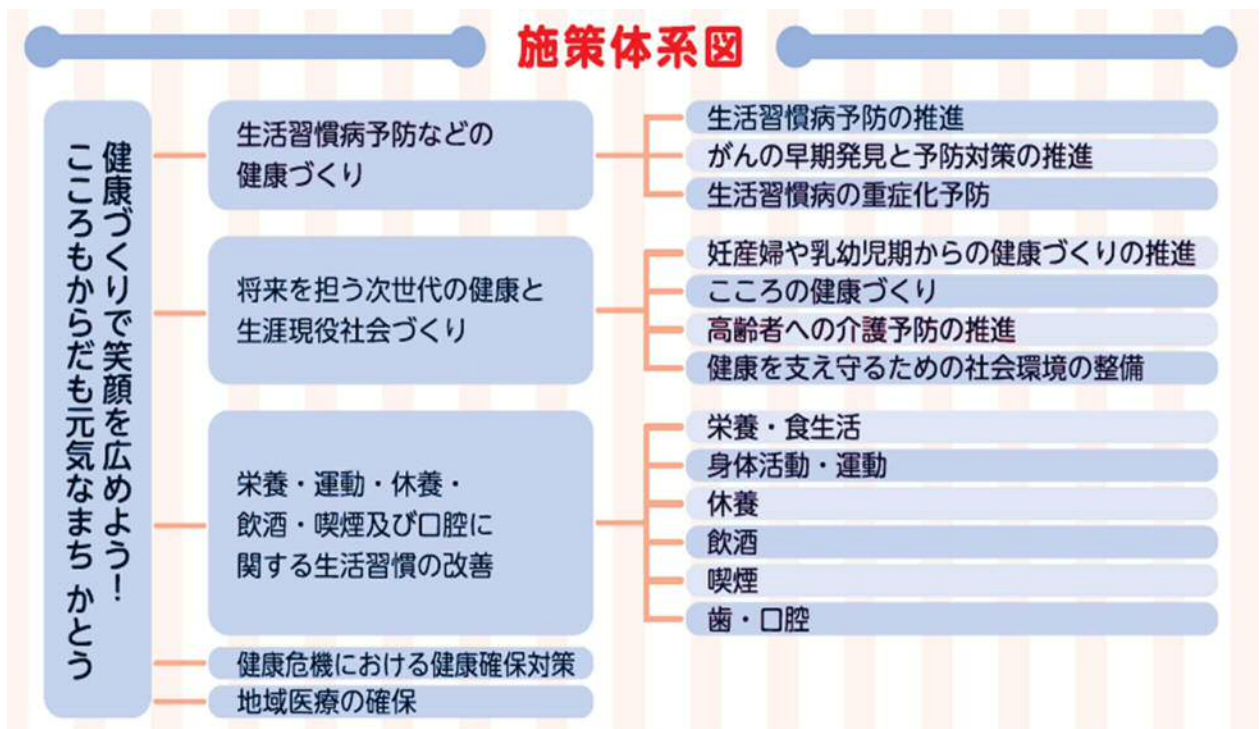 施策体系図
健康づくりで笑顔を広めよう！
こころもからだも元気なまち かとう
生活習慣病予防などの
健康づくり
生活習慣病予防の推進
がんの早期発見と予防対策の推進
生活習慣病の重症化予防
将来を担う次世代の健康と
生涯現役社会づくり
妊産婦や乳幼児期からの健康づくりの推進
こころの健康づくり
高齢者への介護予防の推進
健康を支え守るための社会環境の整備
栄養・運動・休養・
飲酒・喫煙及び口腔に
関する生活習慣の改善
栄養・食生活
身体活動・運動
休養
飲酒
喫煙
歯・口腔
健康危機における健康確保対策
地域医療の確保